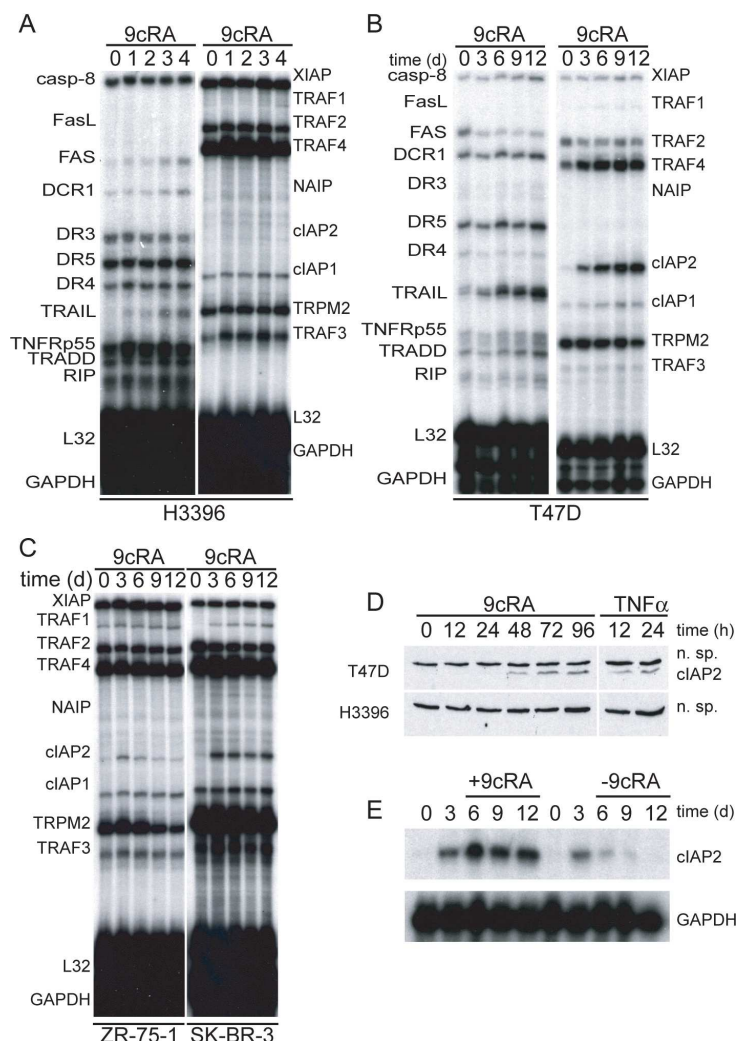 A
9cRA 9cRA
0 1 2 3 4 0 1 2 3 4
casp-8
FasL
FAS
DCR1
DR3
DR5
DR4
TRAIL
TNFRp55
TRADD
RIP
L32
GAPDH
XIAP
TRAF1
TRAF2
TRAF4
NAIP
cIAP2
cIAP1
TRPM2
TRAF3
L32
GAPDH
H3396
B
9cRA 9cRA
time (d) 0 3 6 9 12 0 3 6 9 12
casp-8
FasL
FAS
DCR1
DR3
DR5
DR4
TRAIL
TNFRp55
TRADD
RIP
L32
GAPDH
XIAP
TRAF1
TRAF2
TRAF4
NAIP
cIAP2
cIAP1
TRPM2
TRAF3
L32
GAPDH
T47D
C
9cRA 9cRA
time (d) 0 3 6 9 12 0 3 6 9 12
XIAP
TRAF1
TRAF2
TRAF4
NAIP
cIAP2
cIAP1
TRPM2
TRAF3
L32
GAPDH
ZR-75-1 SK-BR-3
D
9cRA TNFα
0 12 24 48 72 96 12 24 time (h)
T47D n. sp.
cIAP2
H3396 n. sp.
E
+9cRA -9cRA
0 3 6 9 12 0 3 6 9 12 time (d)
cIAP2
GAPDH